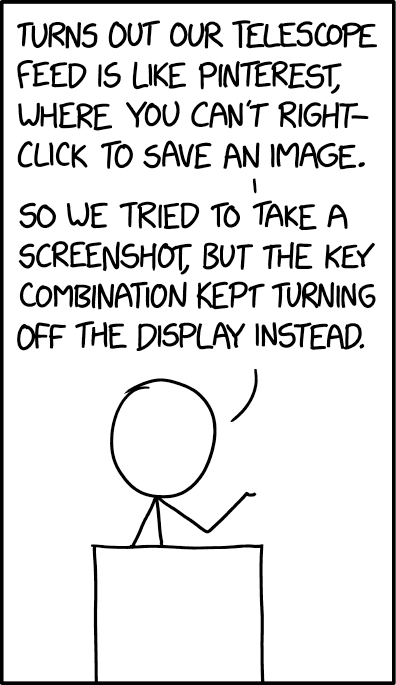 TURNS OUT OUR TELESCOPE
FEED IS LIKE PINTEREST,
WHERE YOU CAN'T RIGHT-
CLICK TO SAVE AN IMAGE.
SO WE TRIED TO TAKE A
SCREENSHOT, BUT THE KEY
COMBINATION KEPT TURNING
OFF THE DISPLAY INSTEAD.